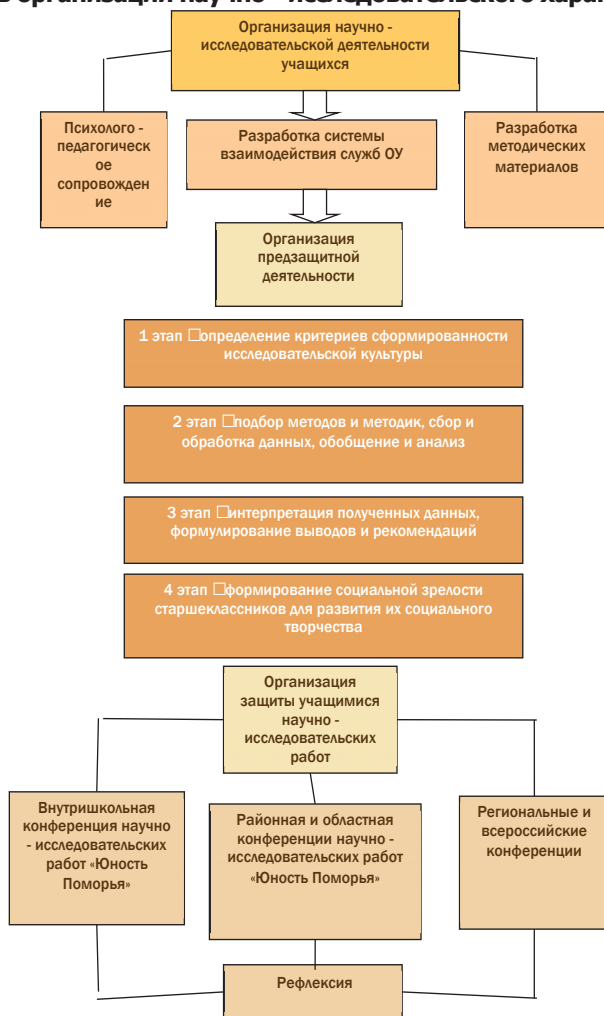 в организации научно - исследовательского
Организация научно -
исследовательской деятельности
учащихся
Психолого -
педагогическ
ое
сопровожден
ие
Разработка системы
взаимодействия служб ОУ
Разработка
методических
материалов
Организация
предзащитной
деятельности
1 этап □определение критериев сформированности
исследовательской культуры
2 этап □подбор методов и методик, сбор и
обработка данных, обобщение и анализ
3 этап □интерпретация полученных данных,
формулирование выводов и рекомендаций
4 этап □формирование социальной зрелости
старшеклассников для развития их социального
творчества
Организация
защиты учащимися
научно -
исследовательских
работ
Внутришкольная
конференция научно
- исследовательских
работ «Юность
Поморья»
Районная и областная
конференции научно -
исследовательских работ
«Юность Поморья»
Региональные и
всероссийские
конференции
Рефлексия